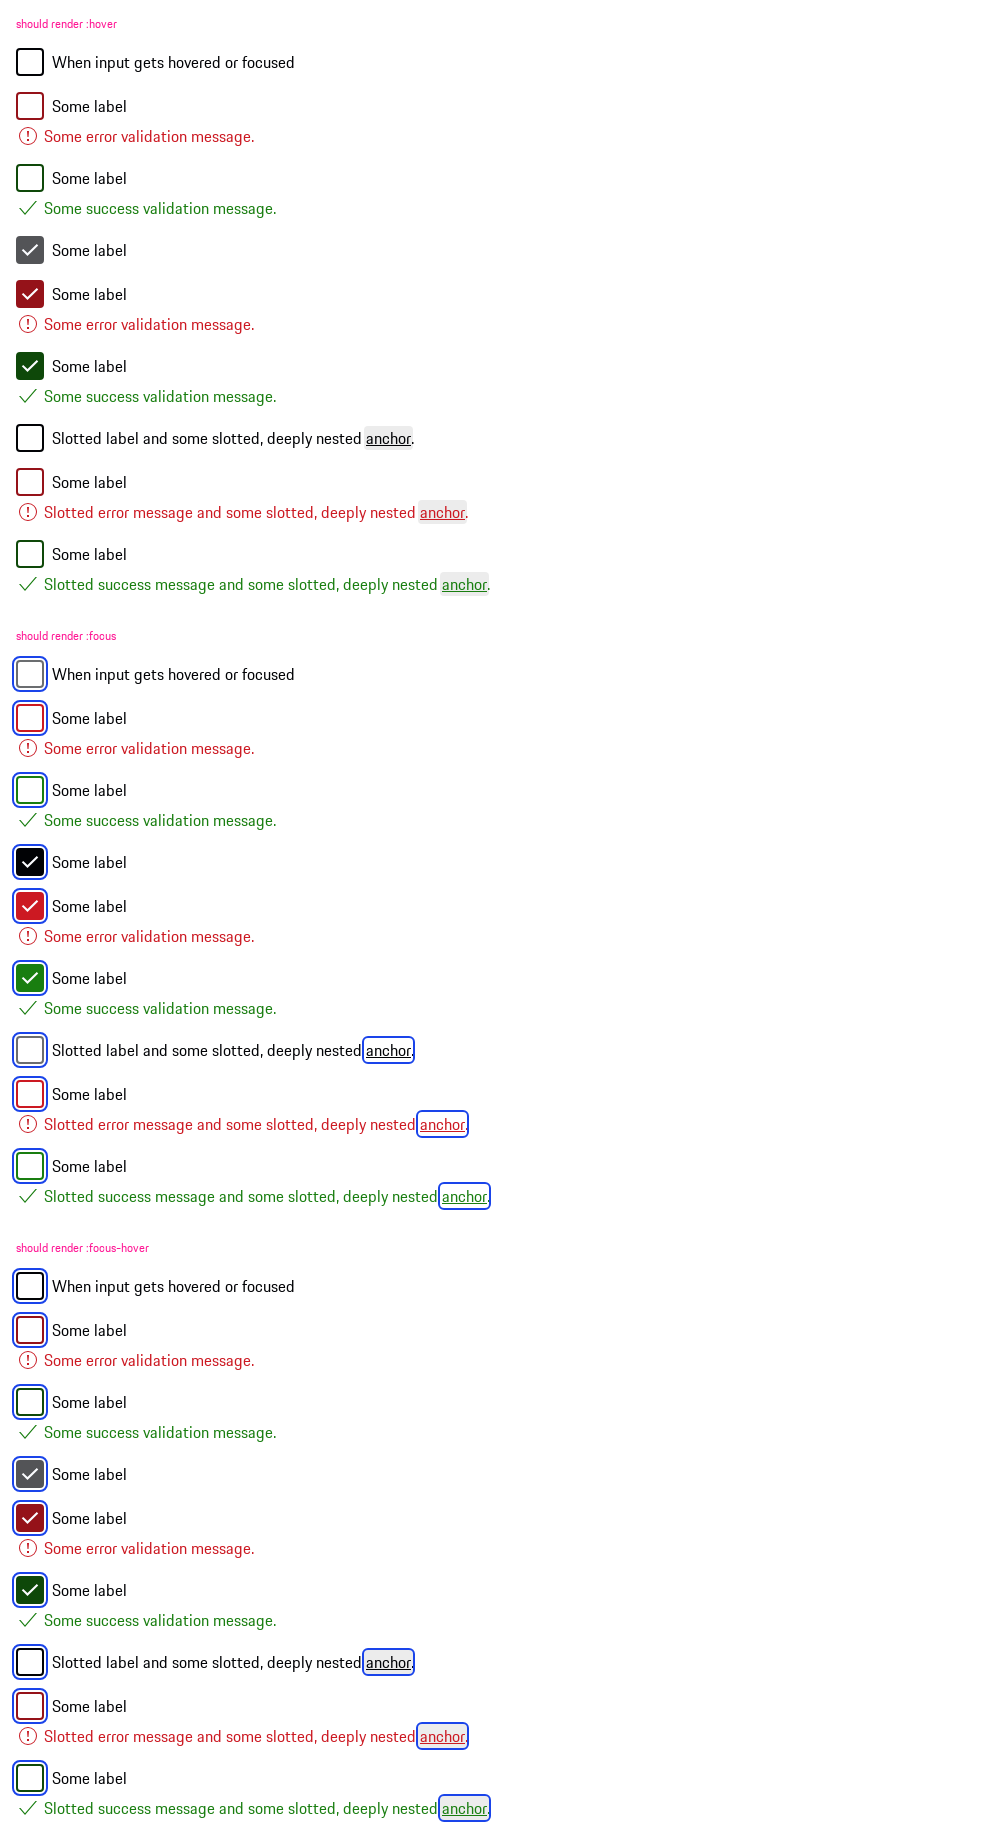 should render :hover
When input gets hovered or focused
Some label
Some error validation message.
Some label
Some success validation message.
Some label
Some label
Some error validation message.
Some label
Some success validation message.
Slotted label and some slotted, deeply nested anchor.
Some label
Slotted error message and some slotted, deeply nested anchor.
Some label
Slotted success message and some slotted, deeply nested anchor.
should render :focus
When input gets hovered or focused
Some label
Some error validation message.
Some label
Some success validation message.
Some label
Some label
Some error validation message.
Some label
Some success validation message.
Slotted label and some slotted, deeply nested anchor.
Some label
Slotted error message and some slotted, deeply nested anchor.
Some label
Slotted success message and some slotted, deeply nested anchor.
should render :focus-hover
When input gets hovered or focused
Some label
Some error validation message.
Some label
Some success validation message.
Some label
Some label
Some error validation message.
Some label
Some success validation message.
Slotted label and some slotted, deeply nested anchor.
Some label
Slotted error message and some slotted, deeply nested anchor.
Some label
Slotted success message and some slotted, deeply nested anchor.